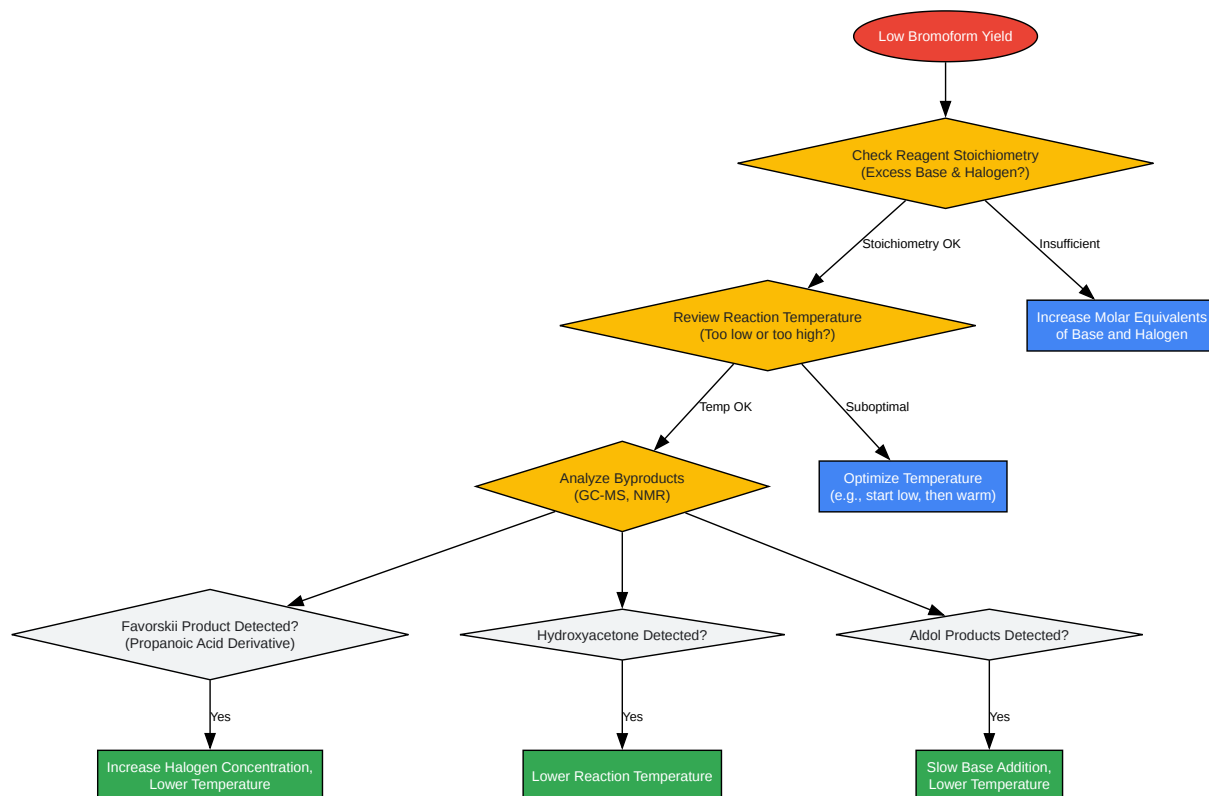 Low Bromoform Yield
Check Reagent Stoichiometry
(Excess Base & Halogen?)
Stoichiometry OK
Insufficient
Review Reaction Temperature
(Too low or too high?)
Increase Molar Equivalents
of Base and Halogen
Temp OK
Suboptimal
Analyze Byproducts
(GC-MS, NMR)
Optimize Temperature
(e.g., start low, then warm)
Favorskii Product Detected?
(Propanoic Acid Derivative)
Hydroxyacetone Detected?
Aldol Products Detected?
Yes
Yes
Yes
Increase Halogen Concentration,
Lower Temperature
Lower Reaction Temperature
Slow Base Addition,
Lower Temperature